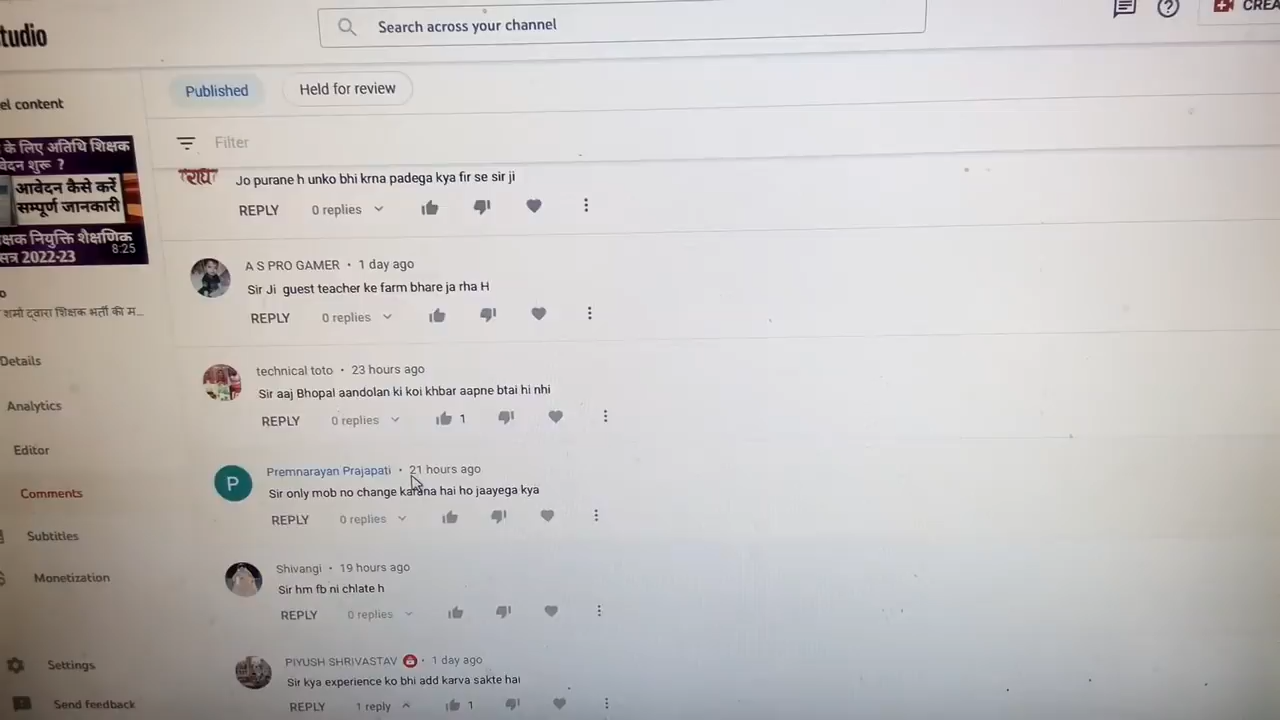 tudio
Search across your channel
CREA
el content
Published
Held for review
Filter
के लिए अतिथि शिक्षक
वेदन शुरू ?
आवेदन कैसे करें
सम्पूर्ण जानकारी
क्षक नियुक्ति शैक्षणिक
सत्र 2022-23
8:25
शर्मा द्वारा शिक्षक भर्ती की म...
Details
Analytics
Editor
Comments
Subtitles
Monetization
Settings
Send feedback
राधे
Jo purane h unko bhi krna padega kya fir se sir ji
REPLY 0 replies
A S PRO GAMER • 1 day ago
Sir Ji guest teacher ke farm bhare ja rha H
REPLY 0 replies
technical toto • 23 hours ago
Sir aaj Bhopal aandolan ki koi khbar aapne btai hi nhi
REPLY 0 replies 1
P
Premnarayan Prajapati • 21 hours ago
Sir only mob no change karana hai ho jaayega kya
REPLY 0 replies
Shivangi • 19 hours ago
Sir hm fb ni chlate h
REPLY 0 replies
PIYUSH SHRIVASTAV • 1 day ago
Sir kya experience ko bhi add karva sakte hai
REPLY 1 reply 1